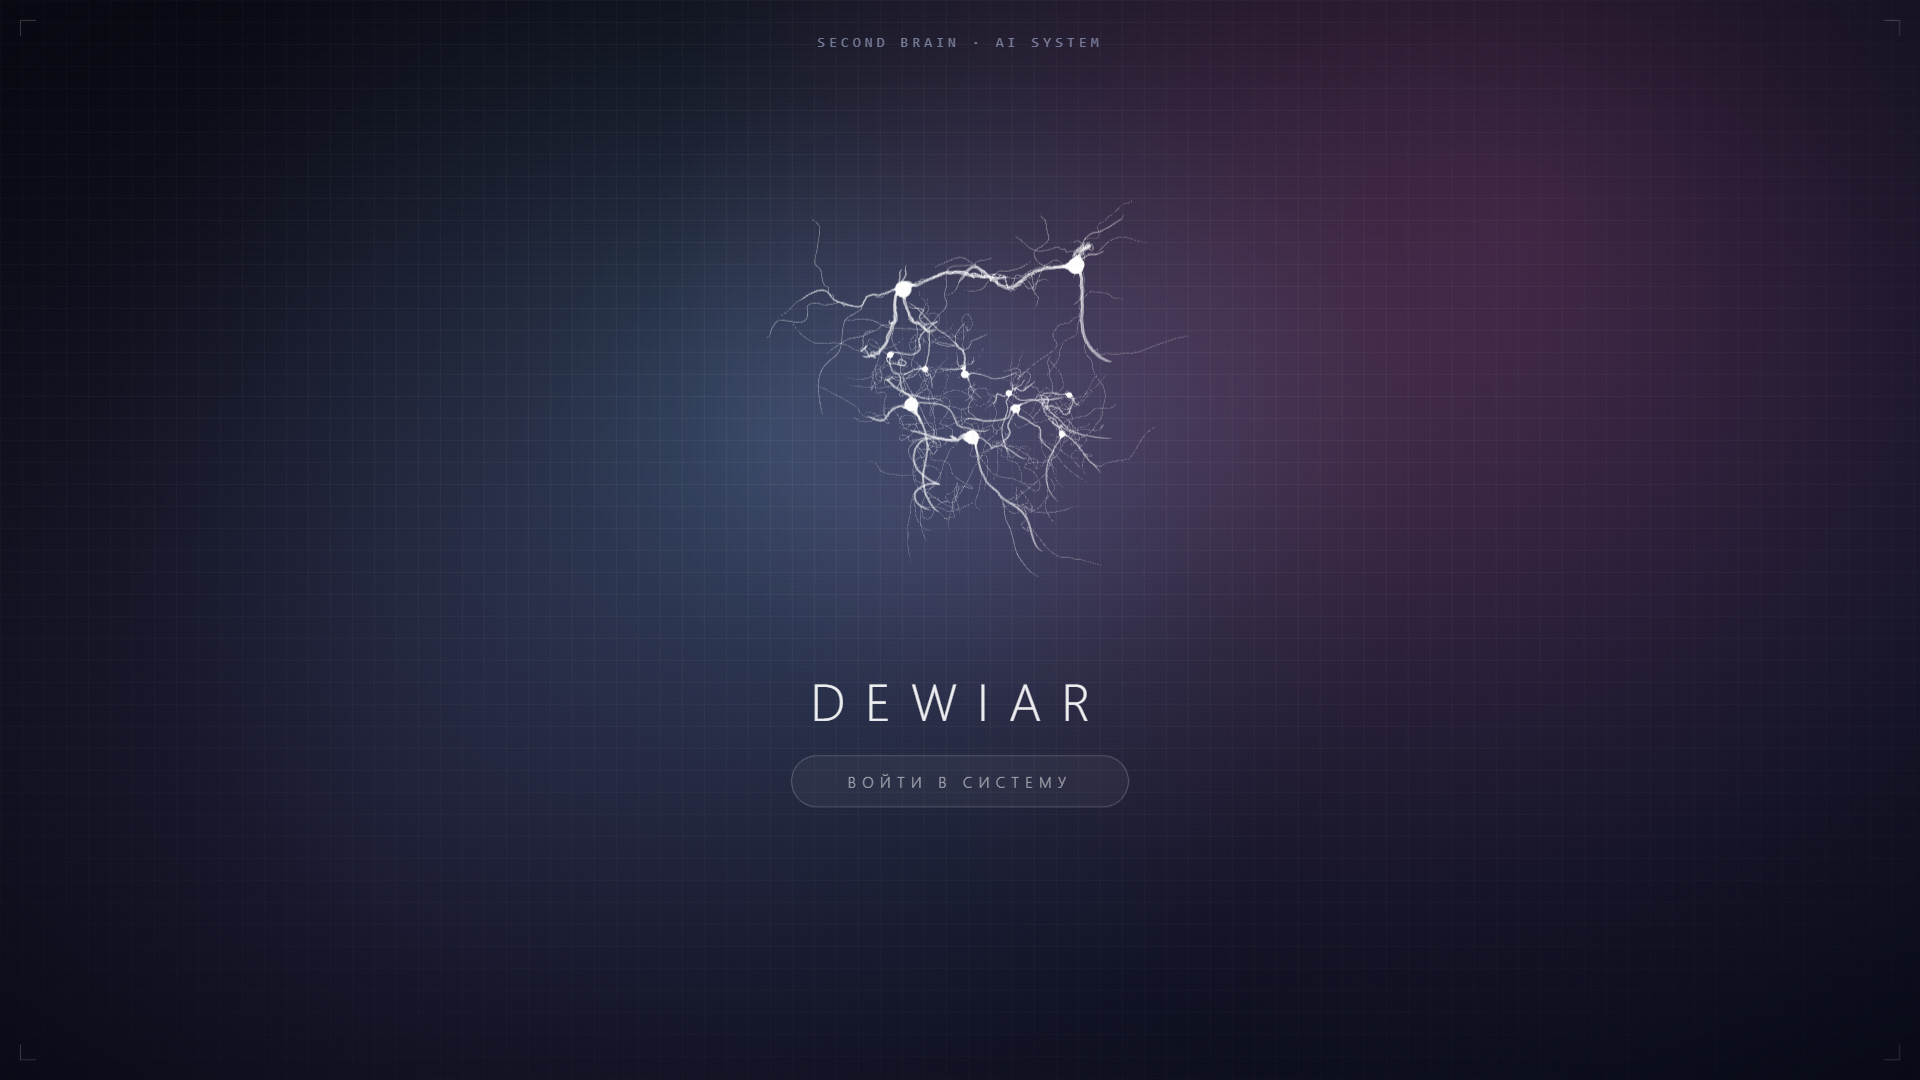 SECOND BRAIN · AI SYSTEM
DEWIAR
ВОЙТИ В СИСТЕМУ